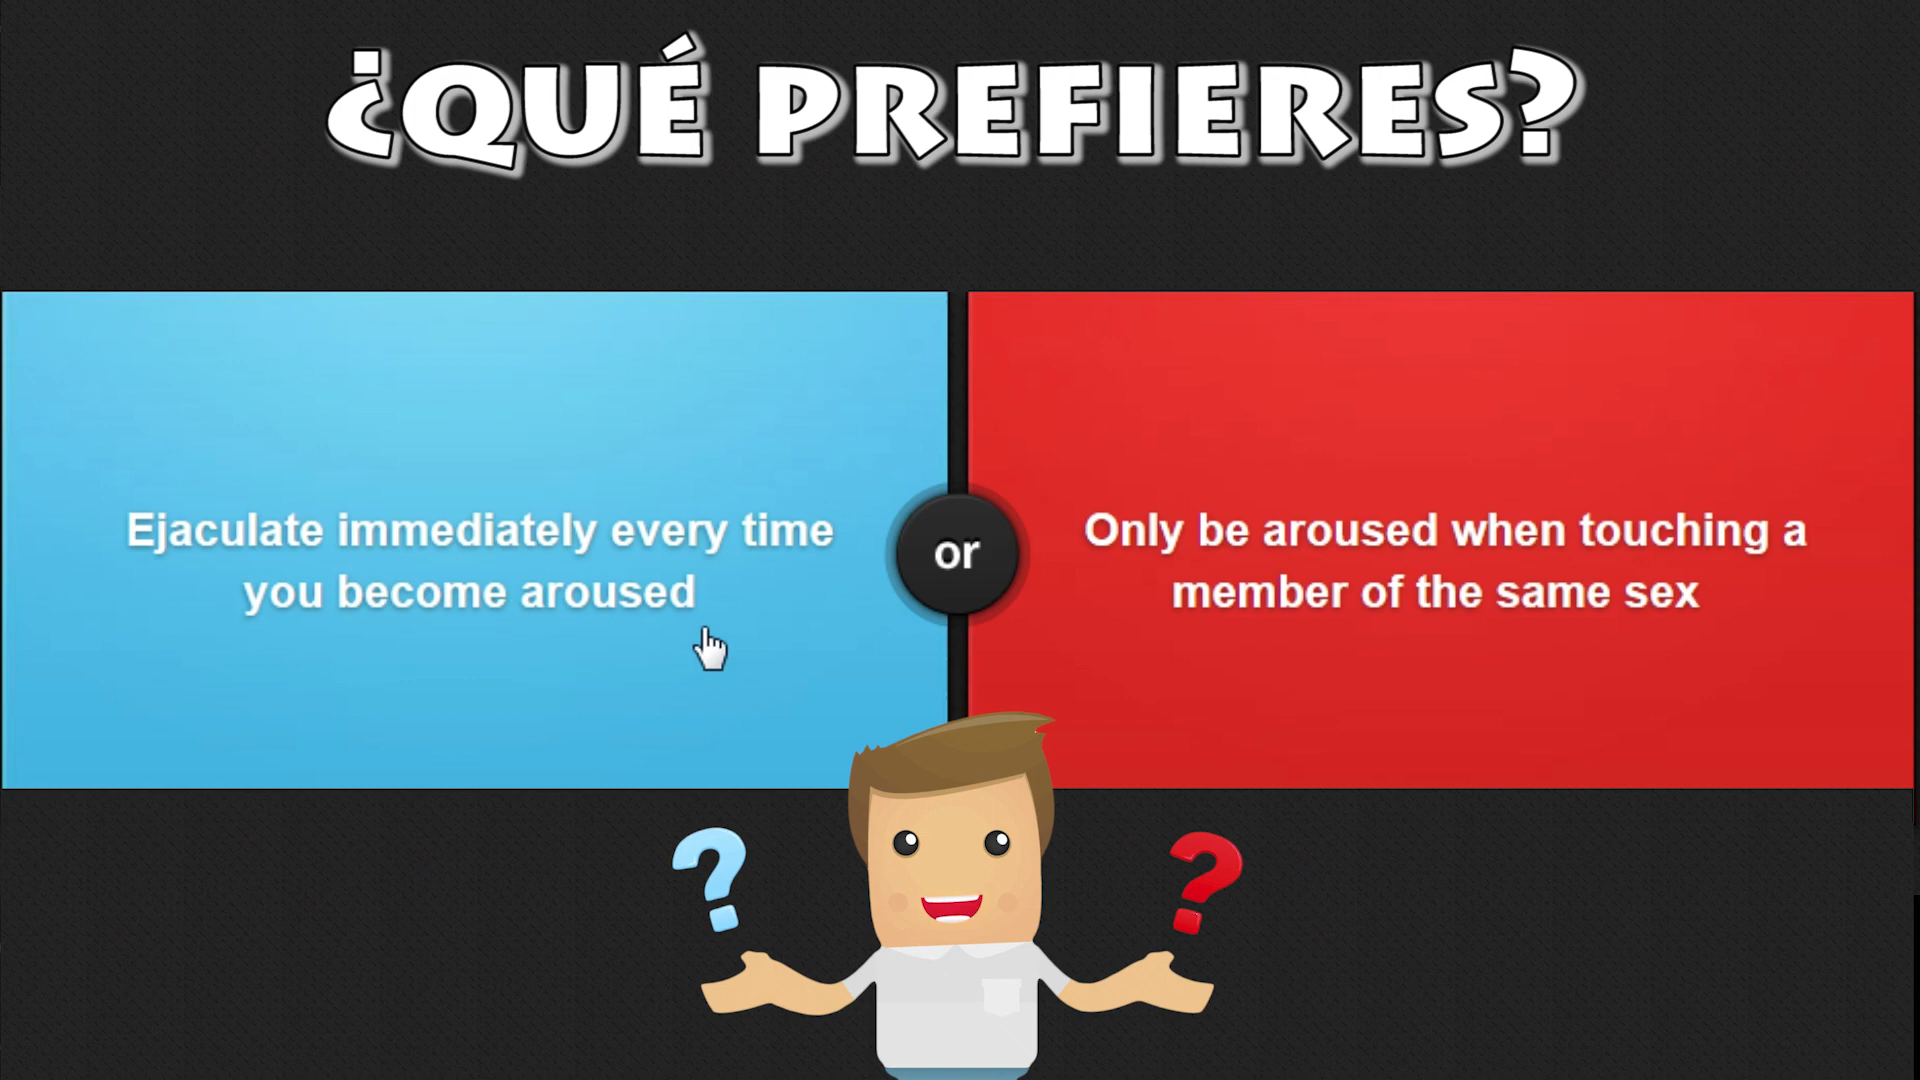 ¿QUÉ PREFIERES?
Ejaculate immediately every time
you become aroused
or
Only be aroused when touching a
member of the same sex
? ?